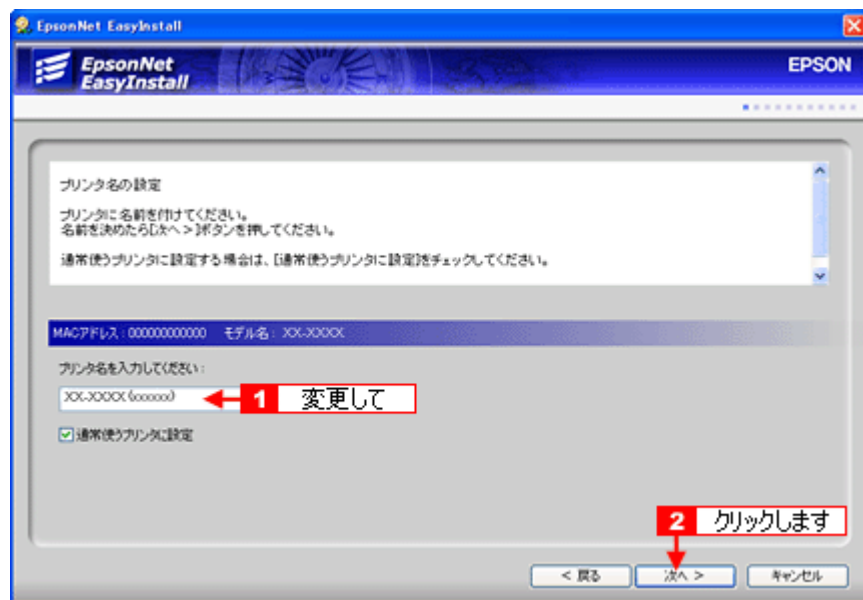 EpsonNet EasyInstall
EpsonNet
EasyInstall
EPSON
プリンタ名の設定
プリンタに名前を付けてください。
名前を決めたら[次へ >]ボタンを押してください。
通常使うプリンタに設定する場合は、[通常使うプリンタに設定]をチェックしてください。
MACアドレス : 000000000000 モデル名 : XX-XXXX
プリンタ名を入力してください :
XX-XXXX (xxxxxx)
1 変更して
通常使うプリンタに設定
2 クリックします
< 戻る 次へ > キャンセル